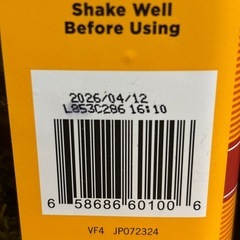 Shake Well
Before Using
2026/04/12
L853C286 16:10
6 58686 60100 6
VF4 JP072324